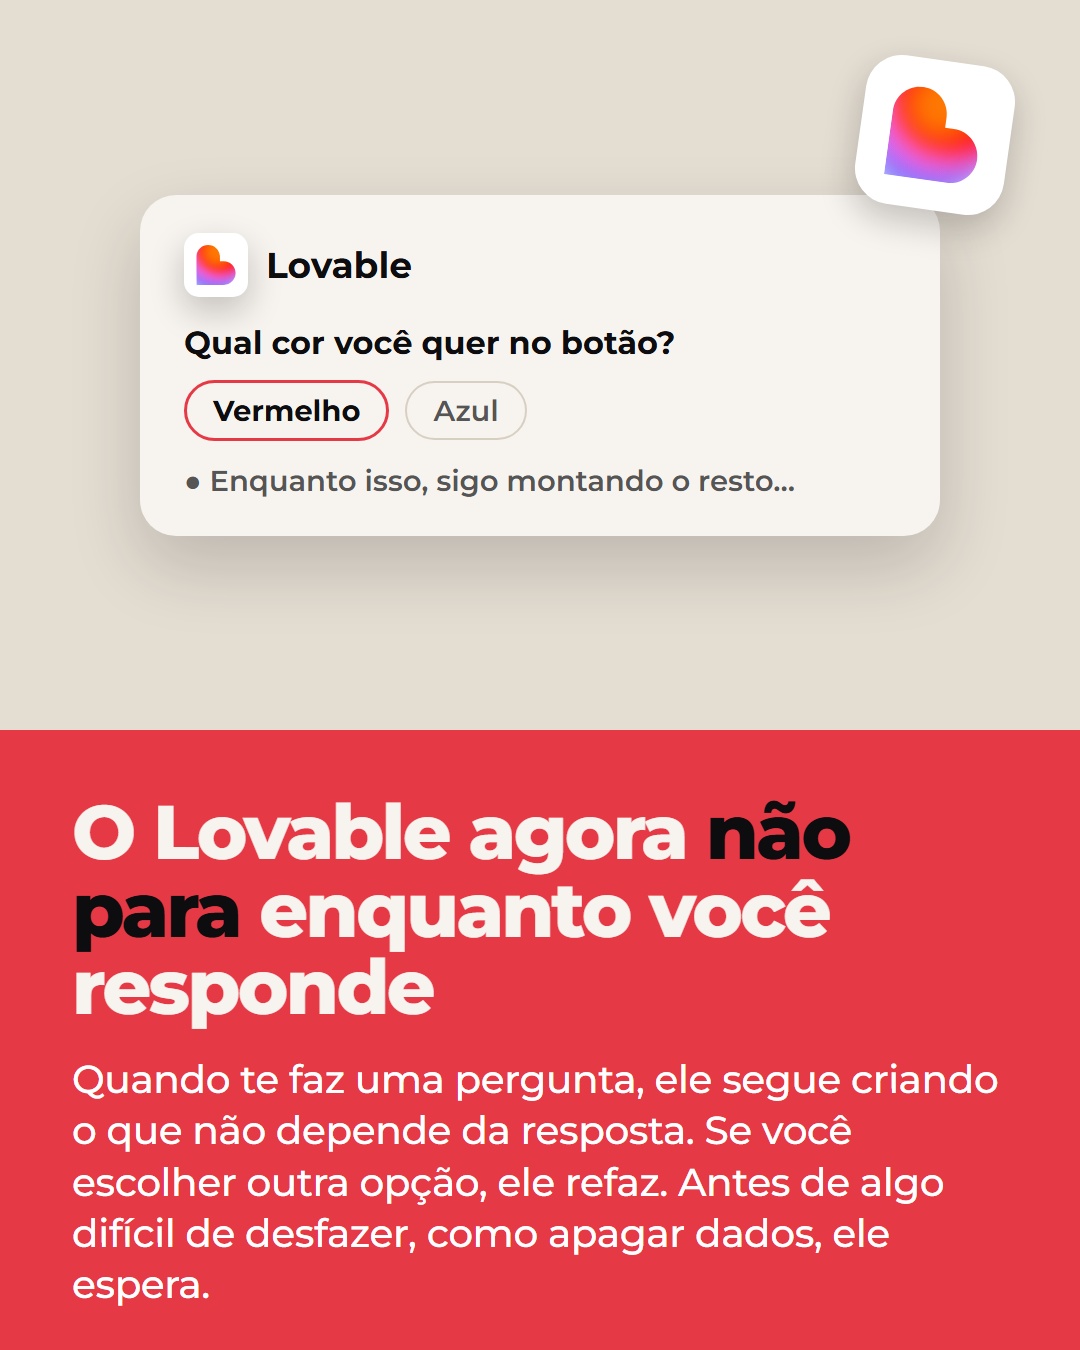 Lovable
Qual cor você quer no botão?
Vermelho
Azul
● Enquanto isso, sigo montando o resto...
O Lovable agora não
para enquanto você
responde
Quando te faz uma pergunta, ele segue criando
o que não depende da resposta. Se você
escolher outra opção, ele refaz. Antes de algo
difícil de desfazer, como apagar dados, ele
espera.